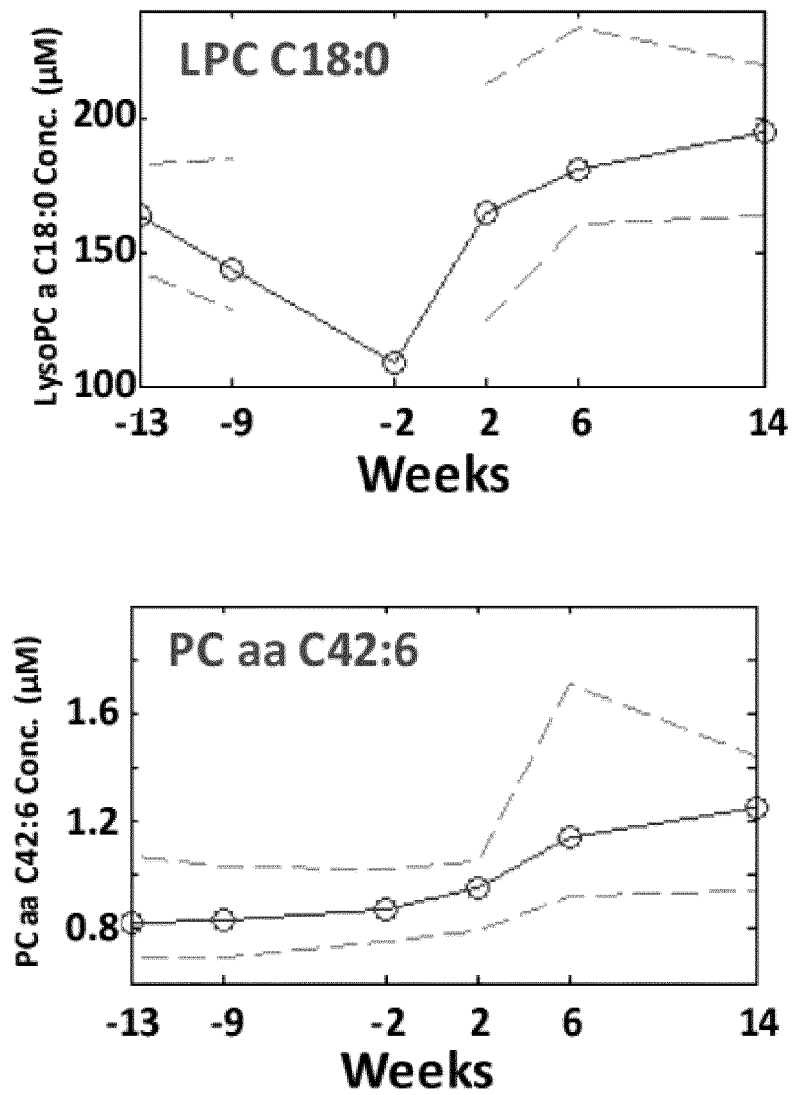 LPC C18:0
LysoPC a C18:0 Conc. (μM)
200
150
100
-13 -9 -2 2 6 14
Weeks
PC aa C42:6
PC aa C42:6 Conc. (μM)
1.6
1.2
0.8
-13 -9 -2 2 6 14
Weeks